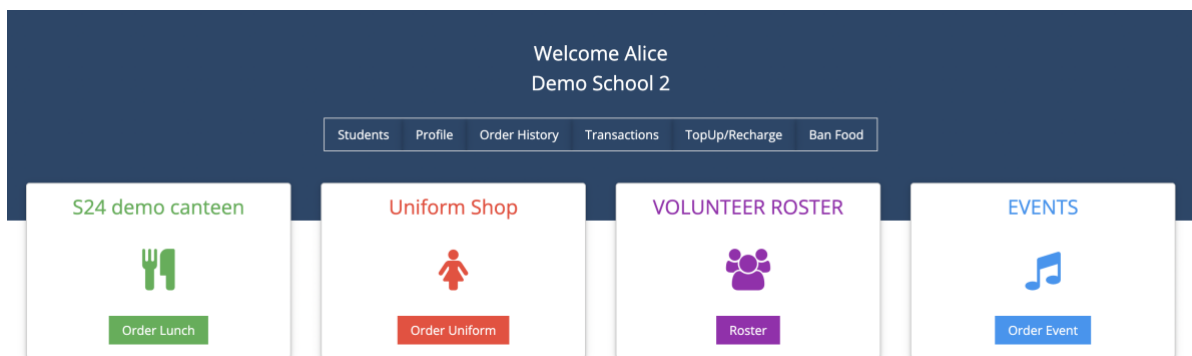 Welcome Alice
Demo School 2
Students Profile Order History Transactions TopUp/Recharge Ban Food
S24 demo canteen
Order Lunch
Uniform Shop
Order Uniform
VOLUNTEER ROSTER
Roster
EVENTS
Order Event